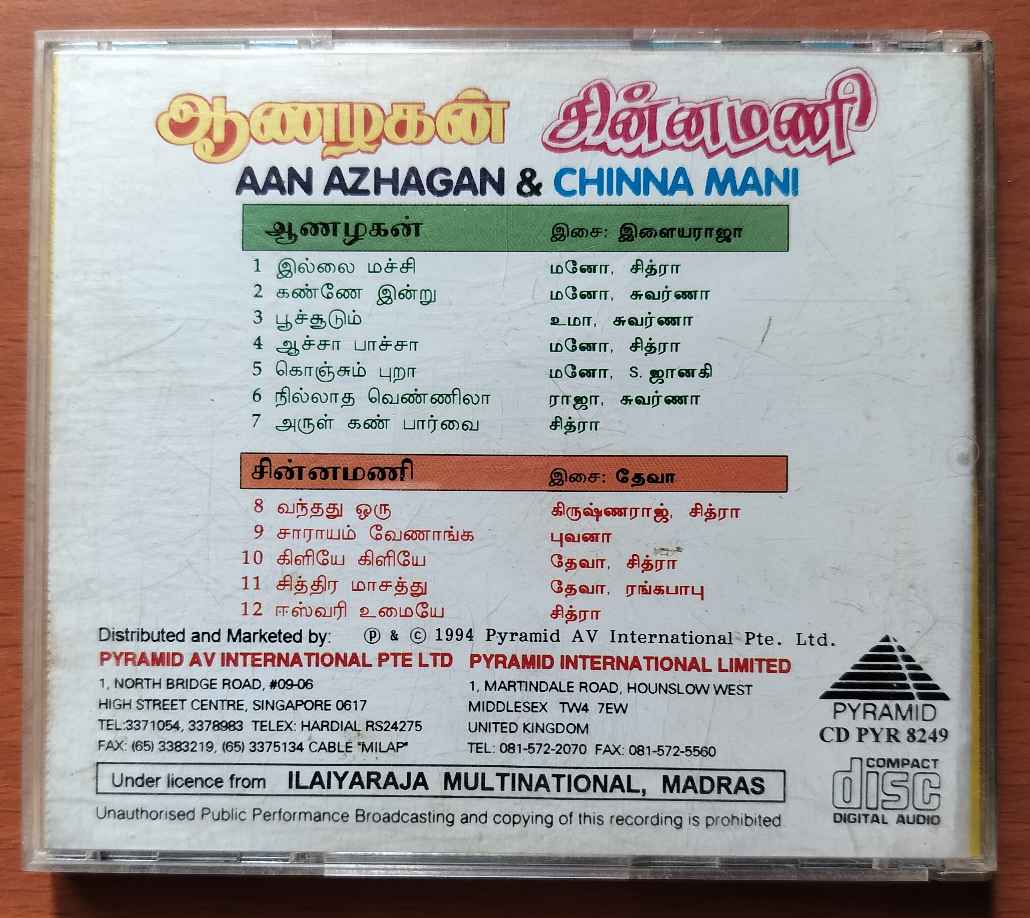 ஆணழகன் சின்னமணி
AAN AZHAGAN & CHINNA MANI
ஆணழகன் இசை: இளையராஜா
1 இல்லை மச்சி மனோ, சித்ரா
2 கண்ணே இன்று மனோ, சுவர்ணா
3 பூச்சூடும் உமா, சுவர்ணா
4 ஆச்சா பாச்சா மனோ, சித்ரா
5 கொஞ்சும் புறா மனோ, S. ஜானகி
6 நில்லாத வெண்ணிலா ராஜா, சுவர்ணா
7 அருள் கண் பார்வை சித்ரா
சின்னமணி இசை: தேவா
8 வந்தது ஒரு கிருஷ்ணராஜ், சித்ரா
9 சாராயம் வேணாங்க புவனா
10 கிளியே கிளியே தேவா, சித்ரா
11 சித்திர மாசத்து தேவா, ரங்கபாபு
12 ஈஸ்வரி உமையே சித்ரா
Distributed and Marketed by: ℗ & © 1994 Pyramid AV International Pte. Ltd.
PYRAMID AV INTERNATIONAL PTE LTD PYRAMID INTERNATIONAL LIMITED
1, NORTH BRIDGE ROAD, #09-06 1, MARTINDALE ROAD, HOUNSLOW WEST
HIGH STREET CENTRE, SINGAPORE 0617 MIDDLESEX TW4 7EW
TEL:3371054, 3378983 TELEX: HARDIAL RS24275 UNITED KINGDOM
FAX: (65) 3383219, (65) 3375134 CABLE "MILAP" TEL: 081-572-2070 FAX: 081-572-5560
PYRAMID
CD PYR 8249
Under licence from ILAIYARAJA MULTINATIONAL, MADRAS
Unauthorised Public Performance Broadcasting and copying of this recording is prohibited
COMPACT
disc
DIGITAL AUDIO